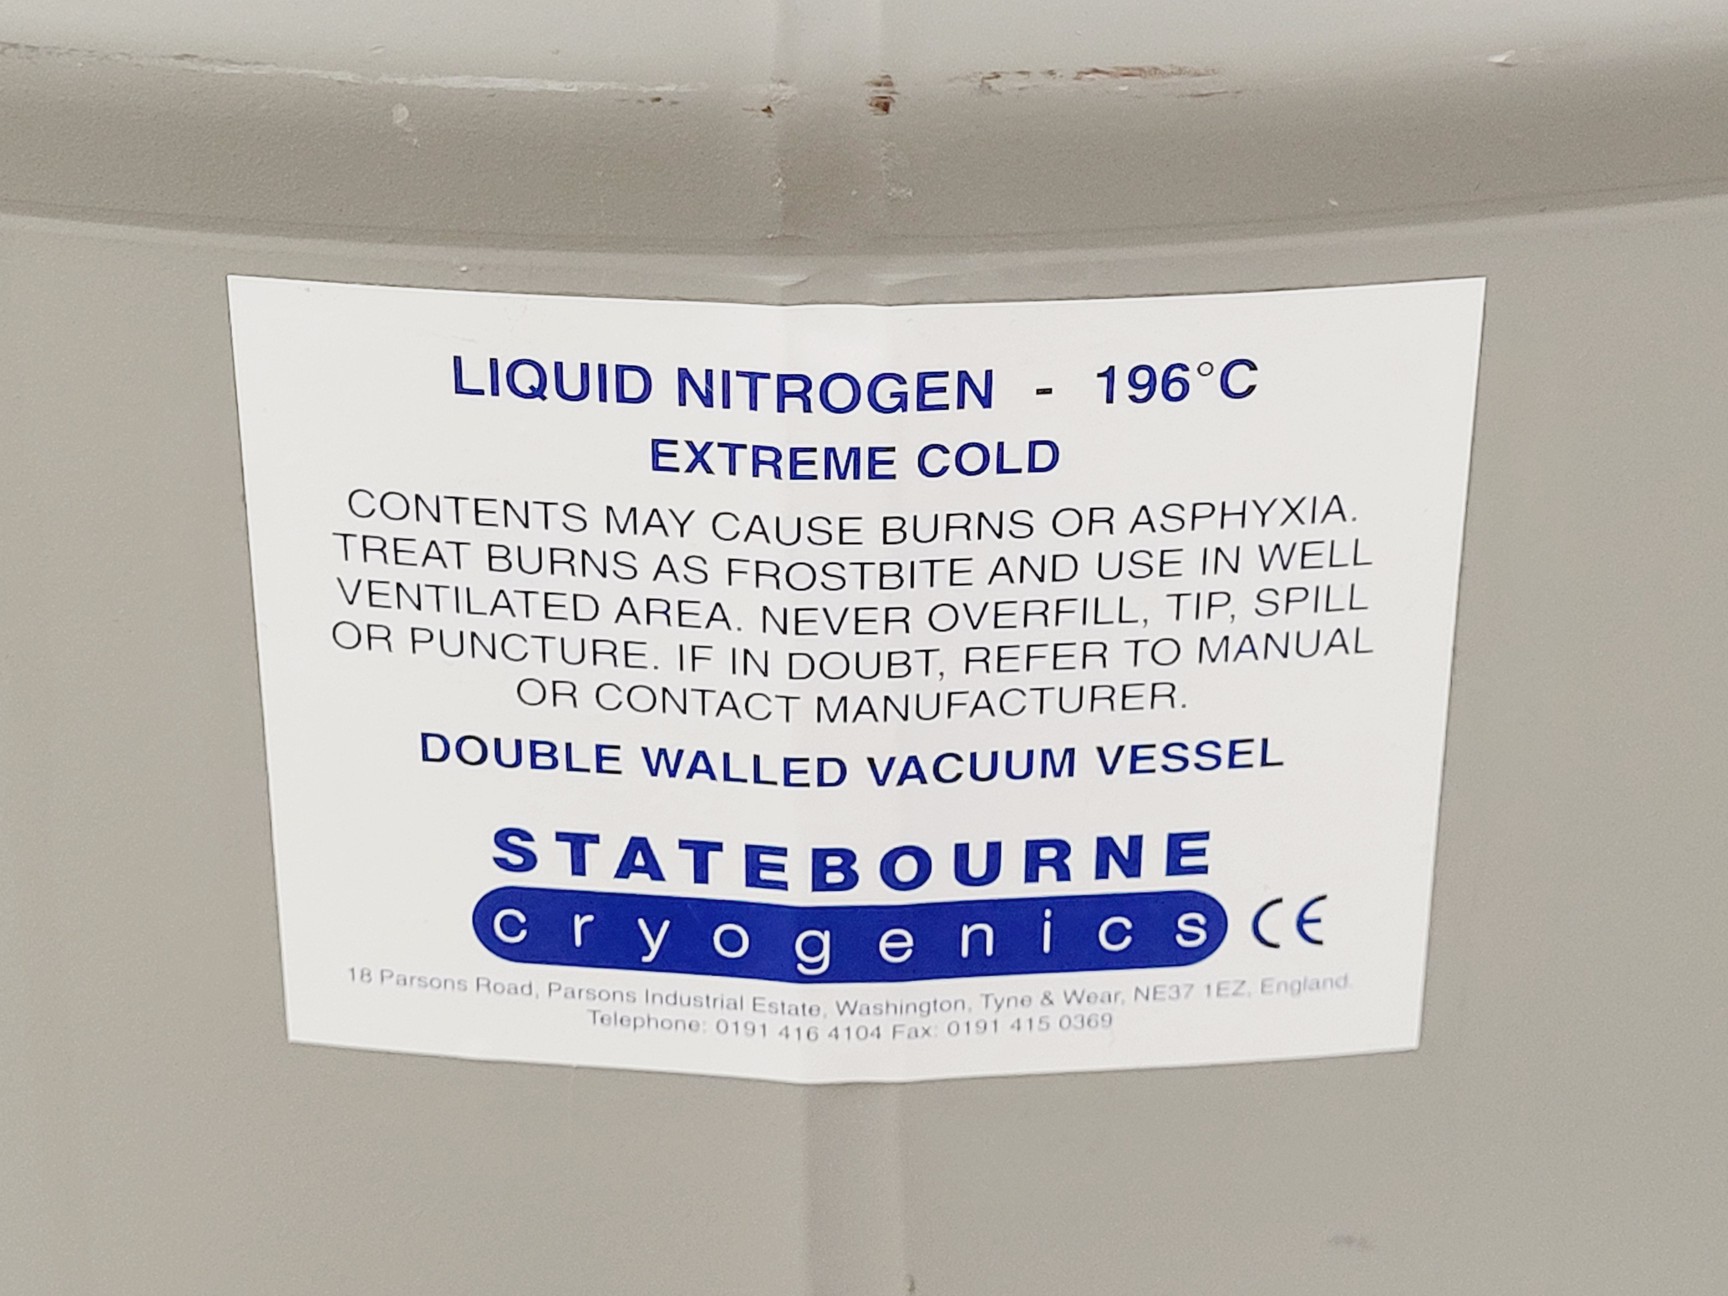 LIQUID NITROGEN - 196°C
EXTREME COLD
CONTENTS MAY CAUSE BURNS OR ASPHYXIA.
TREAT BURNS AS FROSTBITE AND USE IN WELL
VENTILATED AREA. NEVER OVERFILL, TIP, SPILL
OR PUNCTURE. IF IN DOUBT, REFER TO MANUAL
OR CONTACT MANUFACTURER.
DOUBLE WALLED VACUUM VESSEL
STATEBOURNE
cryogenics CE
18 Parsons Road, Parsons Industrial Estate, Washington, Tyne & Wear, NE37 1EZ, England.
Telephone: 0191 416 4104 Fax: 0191 415 0369